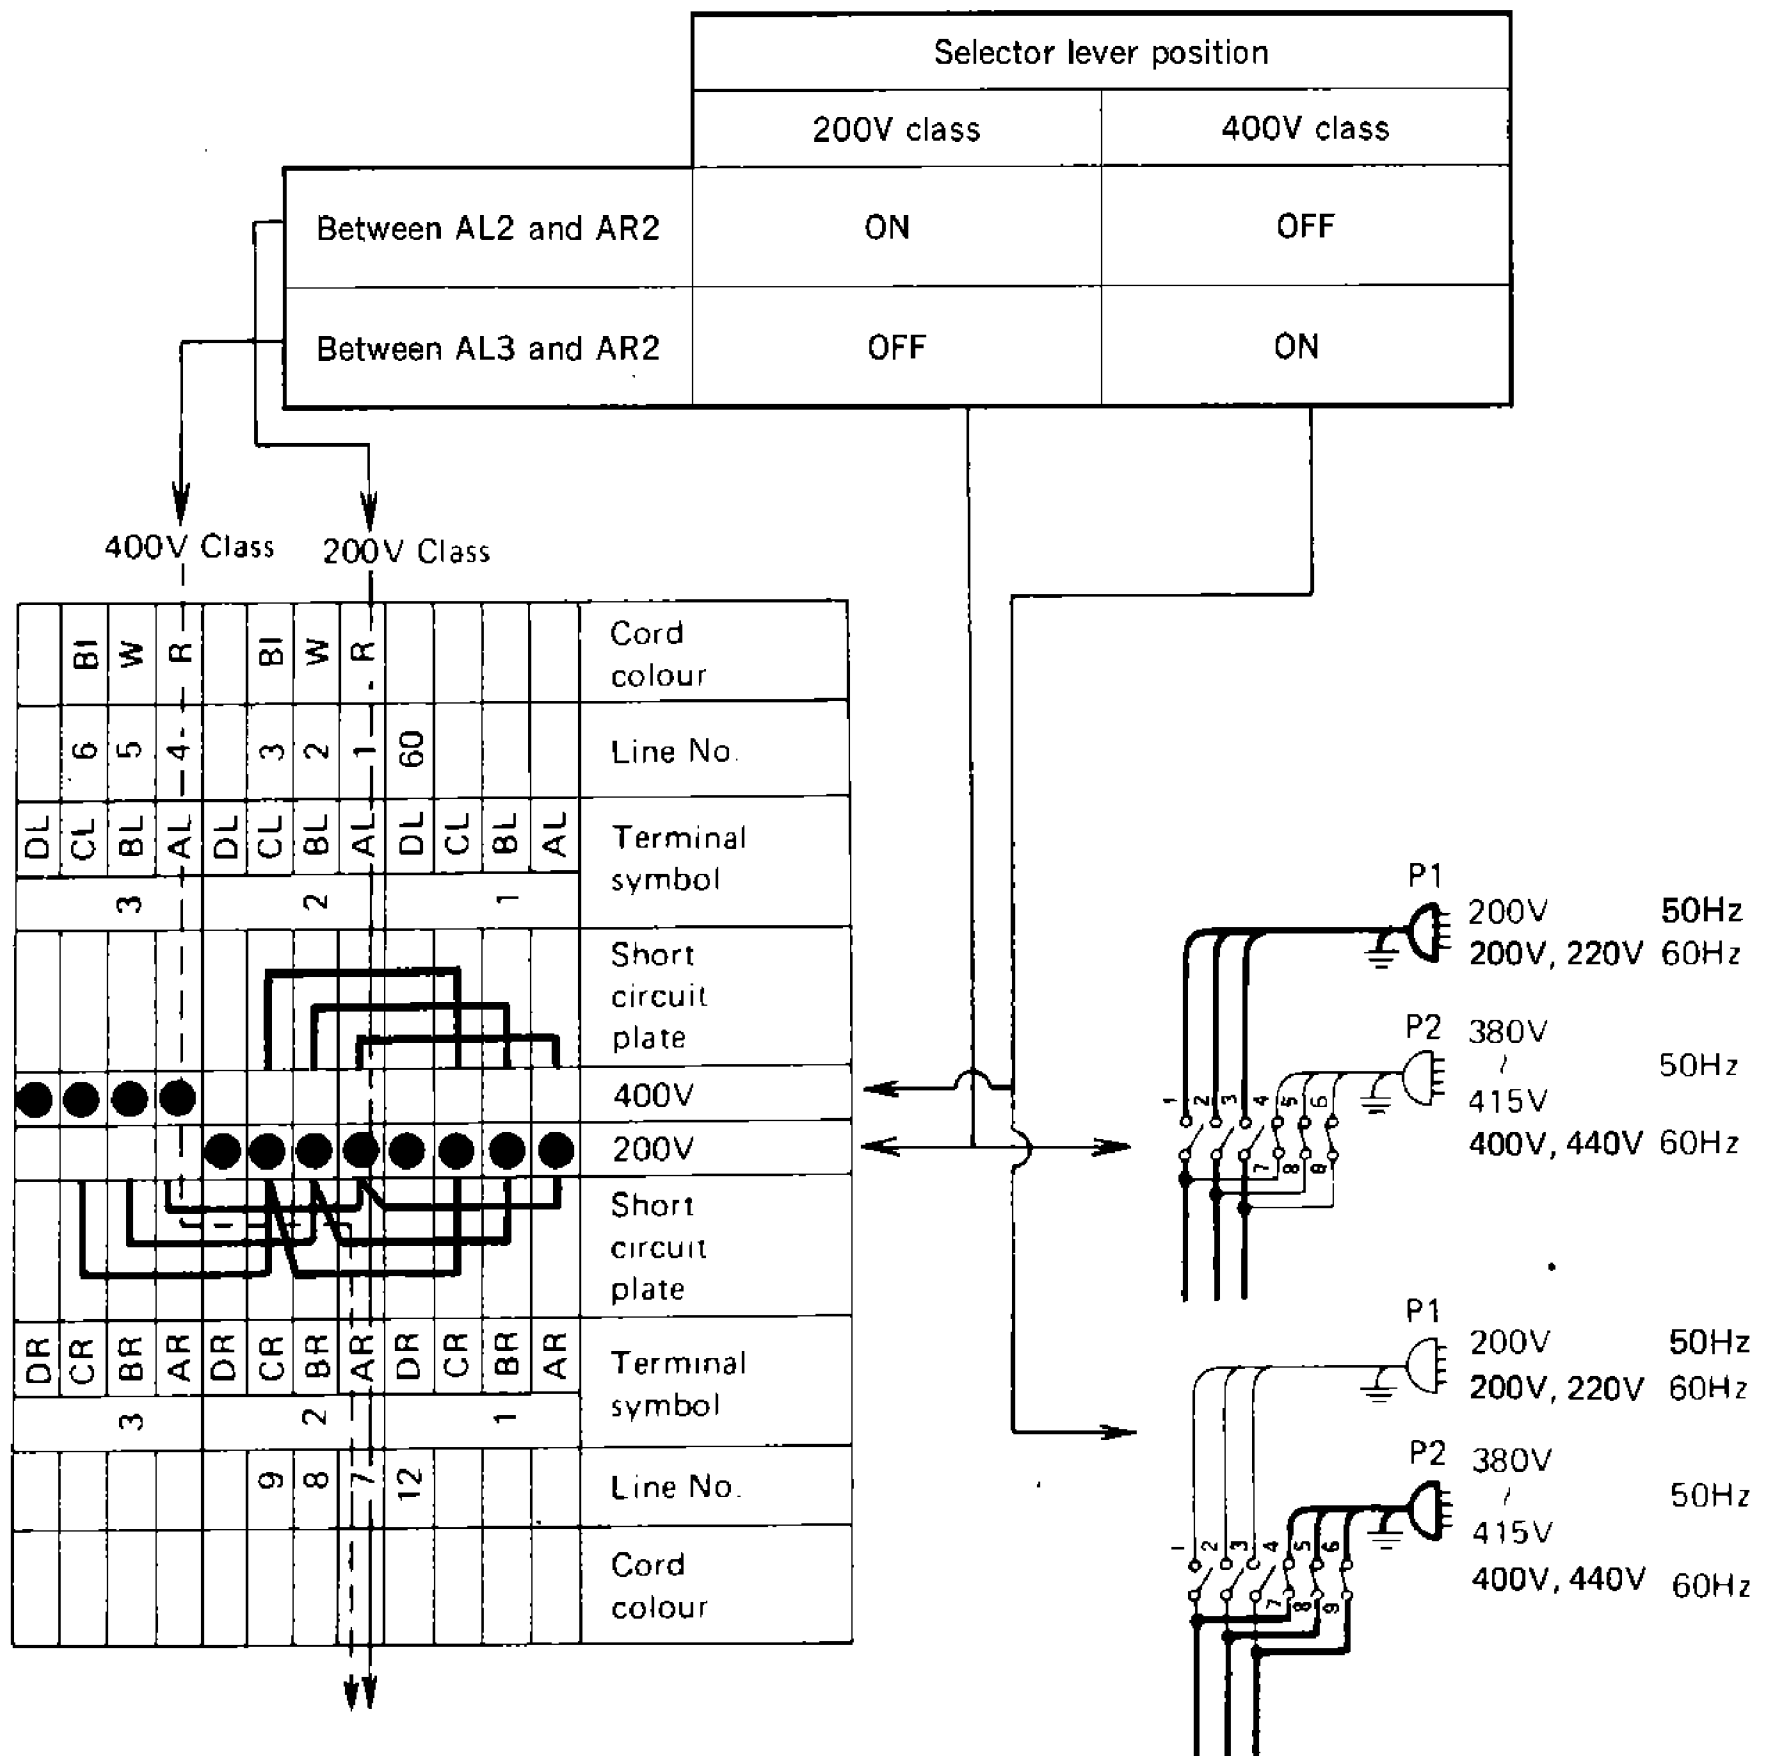 Selector lever position
200V class 400V class
Between AL2 and AR2 ON OFF
Between AL3 and AR2 OFF ON
400V Class 200V Class
Bl W R Bl W R Cord
colour
6 5 4 3 2 1 60 Line No.
DL CL BL AL DL CL BL AL DL CL BL AL Terminal
symbol
3 2 1
Short
circuit
plate
400V
200V
Short
circuit
plate
DR CR BR AR DR CR BR AR DR CR BR AR Terminal
symbol
3 2 1
9 8 7 12 Line No.
Cord
colour
P1
200V 50Hz
200V, 220V 60Hz
P2 380V
~
415V 50Hz
400V, 440V 60Hz
1 2 3 4 5 6
7 8 9
P1
200V 50Hz
200V, 220V 60Hz
P2 380V
~
415V 50Hz
400V, 440V 60Hz
1 2 3 4 5 6
7 8 9